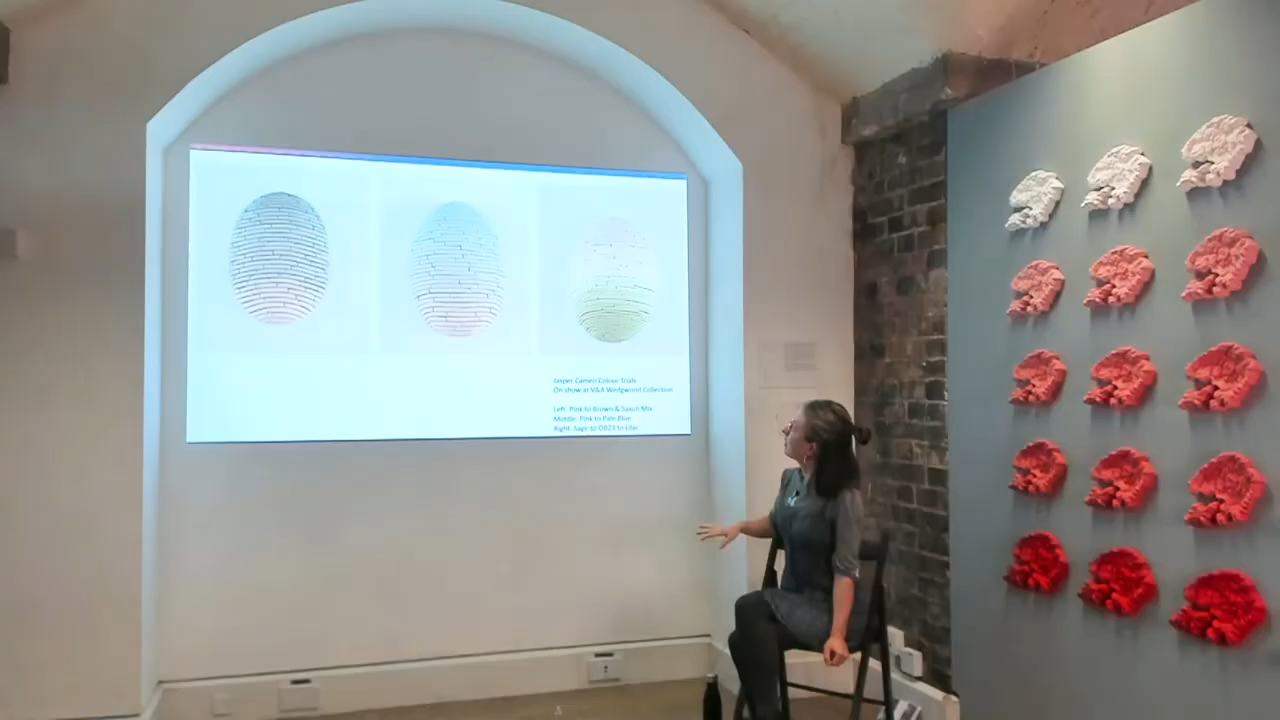 Jasper Cameo Colour Trials
On show at V&A Wedgwood Collection
Left: Pink to Brown & Saxon Mix
Middle: Pink to Pale Blue
Right: Sage to OB23 to Lilac